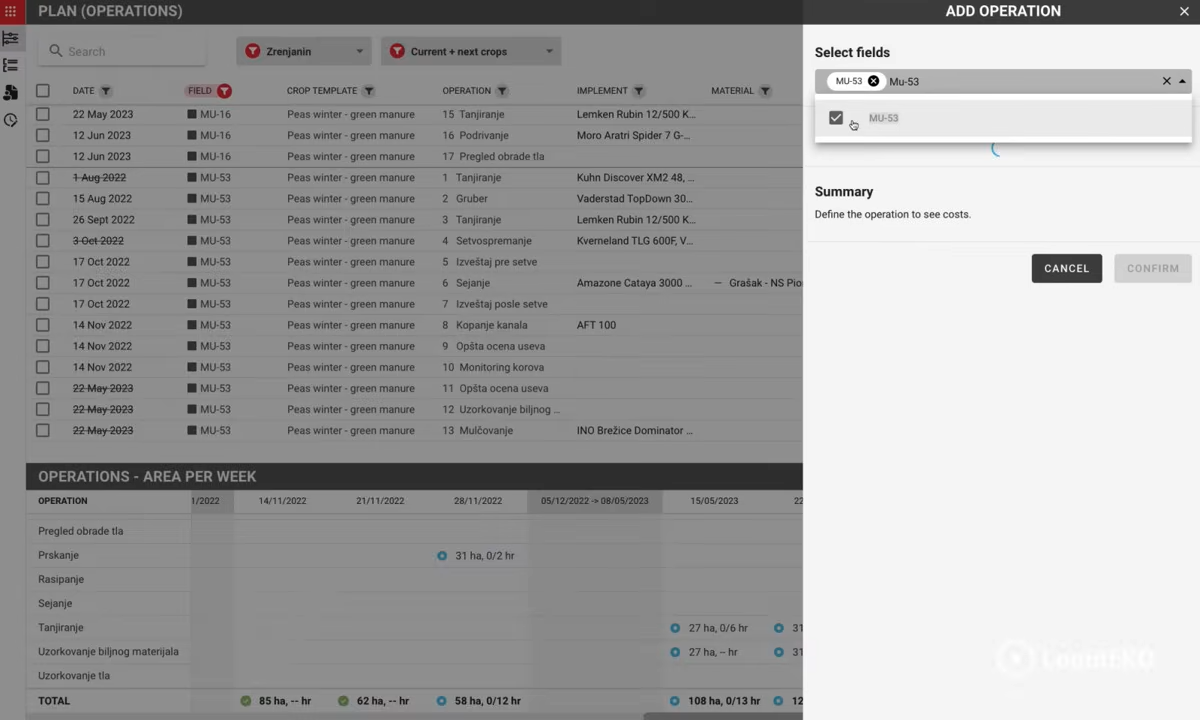 PLAN (OPERATIONS)
ADD OPERATION
Search
Zrenjanin
Current + next crops
Select fields
MU-53 Mu-53
MU-53
DATE FIELD CROP TEMPLATE OPERATION IMPLEMENT MATERIAL
22 May 2023 MU-16 Peas winter - green manure 15 Tanjiranje Lemken Rubin 12/500 K...
12 Jun 2023 MU-16 Peas winter - green manure 16 Podrivanje Moro Aratri Spider 7 G-...
12 Jun 2023 MU-16 Peas winter - green manure 17 Pregled obrade tla
1 Aug 2022 MU-53 Peas winter - green manure 1 Tanjiranje Kuhn Discover XM2 48, ...
15 Aug 2022 MU-53 Peas winter - green manure 2 Gruber Vaderstad TopDown 30...
26 Sept 2022 MU-53 Peas winter - green manure 3 Tanjiranje Lemken Rubin 12/500 K...
3 Oct 2022 MU-53 Peas winter - green manure 4 Setvospremanje Kverneland TLG 600F, V...
17 Oct 2022 MU-53 Peas winter - green manure 5 Izveštaj pre setve
17 Oct 2022 MU-53 Peas winter - green manure 6 Sejanje Amazone Cataya 3000 ... — Grašak - NS Pio
17 Oct 2022 MU-53 Peas winter - green manure 7 Izveštaj posle setve
14 Nov 2022 MU-53 Peas winter - green manure 8 Kopanje kanala AFT 100
14 Nov 2022 MU-53 Peas winter - green manure 9 Opšta ocena useva
14 Nov 2022 MU-53 Peas winter - green manure 10 Monitoring korova
22 May 2023 MU-53 Peas winter - green manure 11 Opšta ocena useva
22 May 2023 MU-53 Peas winter - green manure 12 Uzorkovanje biljnog ...
22 May 2023 MU-53 Peas winter - green manure 13 Mulčovanje INO Brežice Dominator ...
Summary
Define the operation to see costs.
CANCEL CONFIRM
OPERATIONS - AREA PER WEEK
OPERATION 1/2022 14/11/2022 21/11/2022 28/11/2022 05/12/2022 -> 08/05/2023 15/05/2023 22
Pregled obrade tla
Prskanje 31 ha, 0/2 hr
Rasipanje
Sejanje
Tanjiranje 27 ha, 0/6 hr 31
Uzorkovanje biljnog materijala 27 ha, -- hr 31
Uzorkovanje tla
TOTAL 85 ha, -- hr 62 ha, -- hr 58 ha, 0/12 hr 108 ha, 0/13 hr 12